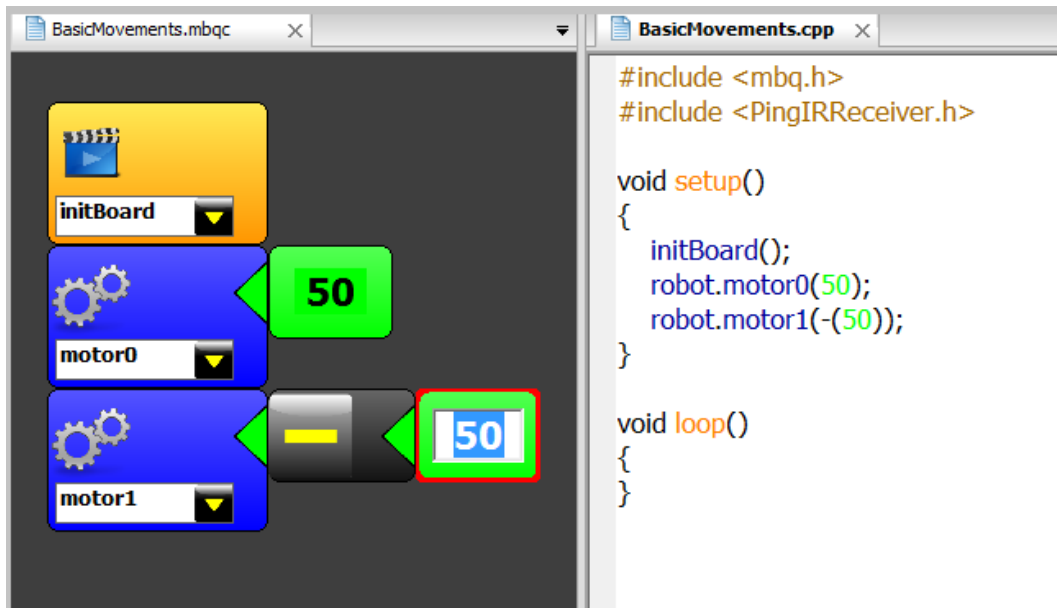 BasicMovements.mbqc
initBoard
50
motor0
50
motor1
BasicMovements.cpp
#include <mbq.h>
#include <PingIRReceiver.h>
void setup()
{
initBoard();
robot.motor0(50);
robot.motor1(-(50));
}
void loop()
{
}